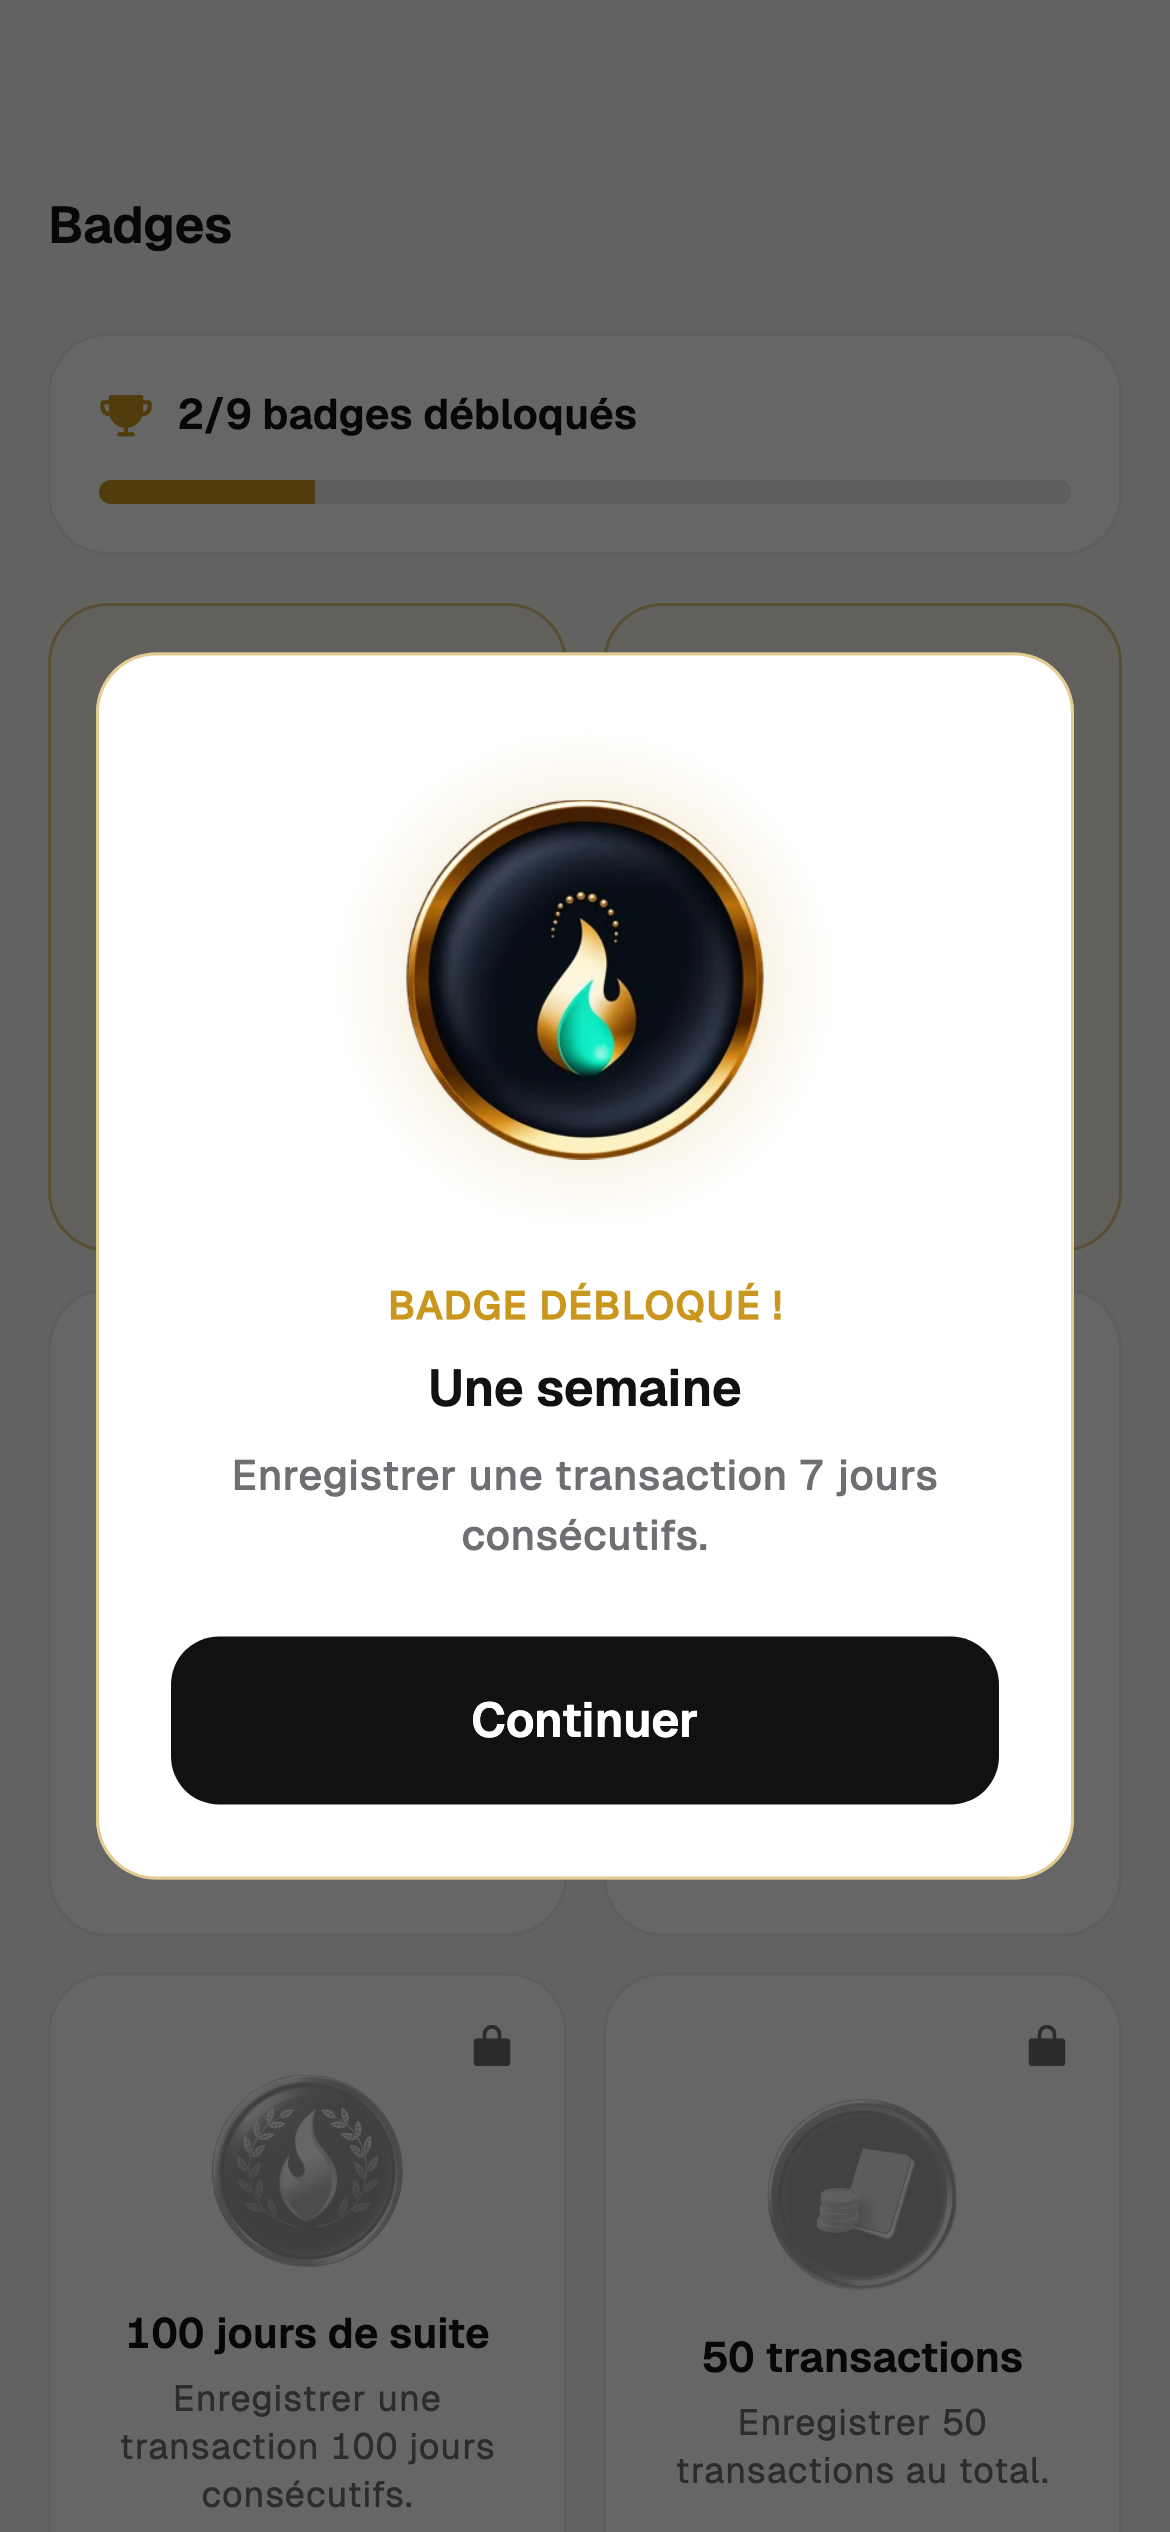 Badges
2/9 badges débloqués
BADGE DÉBLOQUÉ !
Une semaine
Enregistrer une transaction 7 jours
consécutifs.
Continuer
100 jours de suite
Enregistrer une
transaction 100 jours
consécutifs.
50 transactions
Enregistrer 50
transactions au total.